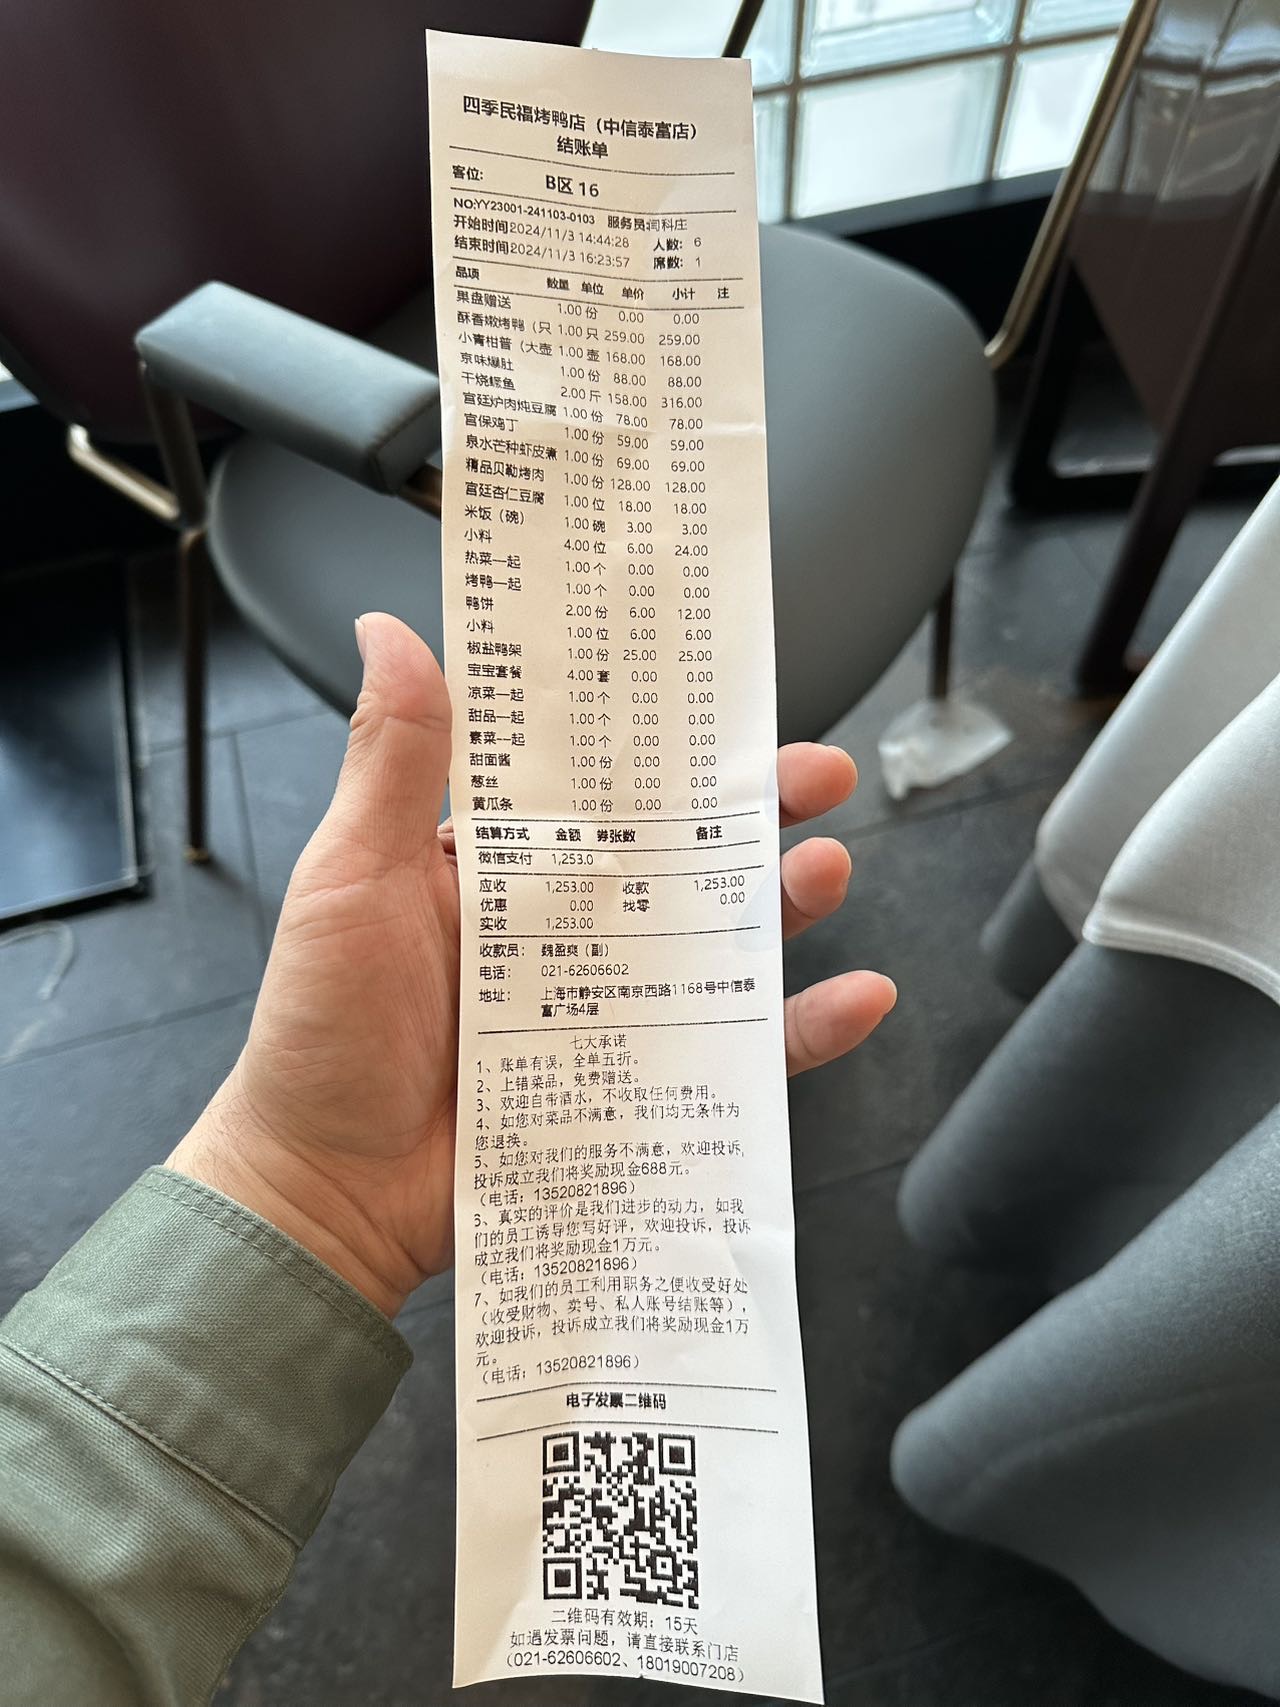 四季民福烤鸭店（中信泰富店）
结账单
客位： B区 16
NO:YY23001-241103-0103 服务员:闫科庄
开始时间2024/11/3 14:44:28 人数： 6
结束时间2024/11/3 16:23:57 席数： 1
品项 数量 单位 单价 小计 注
果盘赠送 1.00 份 0.00 0.00
酥香嫩烤鸭（只 1.00 只 259.00 259.00
小青柑普（大壶 1.00 壶 168.00 168.00
京味爆肚 1.00 份 88.00 88.00
干烧鳜鱼 2.00 斤 158.00 316.00
宫廷炉肉炖豆腐 1.00 份 78.00 78.00
宫保鸡丁 1.00 份 59.00 59.00
泉水芒种虾皮煮 1.00 份 69.00 69.00
精品贝勒烤肉 1.00 份 128.00 128.00
宫廷杏仁豆腐 1.00 位 18.00 18.00
米饭（碗） 1.00 碗 3.00 3.00
小料 4.00 位 6.00 24.00
热菜一起 1.00 个 0.00 0.00
烤鸭一起 1.00 个 0.00 0.00
鸭饼 2.00 份 6.00 12.00
小料 1.00 位 6.00 6.00
椒盐鸭架 1.00 份 25.00 25.00
宝宝套餐 4.00 套 0.00 0.00
凉菜一起 1.00 个 0.00 0.00
甜品一起 1.00 个 0.00 0.00
素菜一起 1.00 个 0.00 0.00
甜面酱 1.00 份 0.00 0.00
葱丝 1.00 份 0.00 0.00
黄瓜条 1.00 份 0.00 0.00
结算方式 金额 券张数 备注
微信支付 1,253.0
应收 1,253.00 收款 1,253.00
优惠 0.00 找零 0.00
实收 1,253.00
收款员： 魏盈爽（副）
电话： 021-62606602
地址： 上海市静安区南京西路1168号中信泰
富广场4层
七大承诺
1、账单有误，全单五折。
2、上错菜品，免费赠送。
3、欢迎自带酒水，不收取任何费用。
4、如您对菜品不满意，我们均无条件为
您退换。
5、如您对我们的服务不满意，欢迎投诉，
投诉成立我们将奖励现金688元。
（电话：13520821896）
6、真实的评价是我们进步的动力，如我
们的员工诱导您写好评，欢迎投诉，投诉
成立我们将奖励现金1万元。
（电话：13520821896）
7、如我们的员工利用职务之便收受好处
（收受财物、卖号、私人账号结账等），
欢迎投诉，投诉成立我们将奖励现金1万
元。
（电话：13520821896）
电子发票二维码
二维码有效期：15天
如遇发票问题，请直接联系门店
（021-62606602、18019007208）